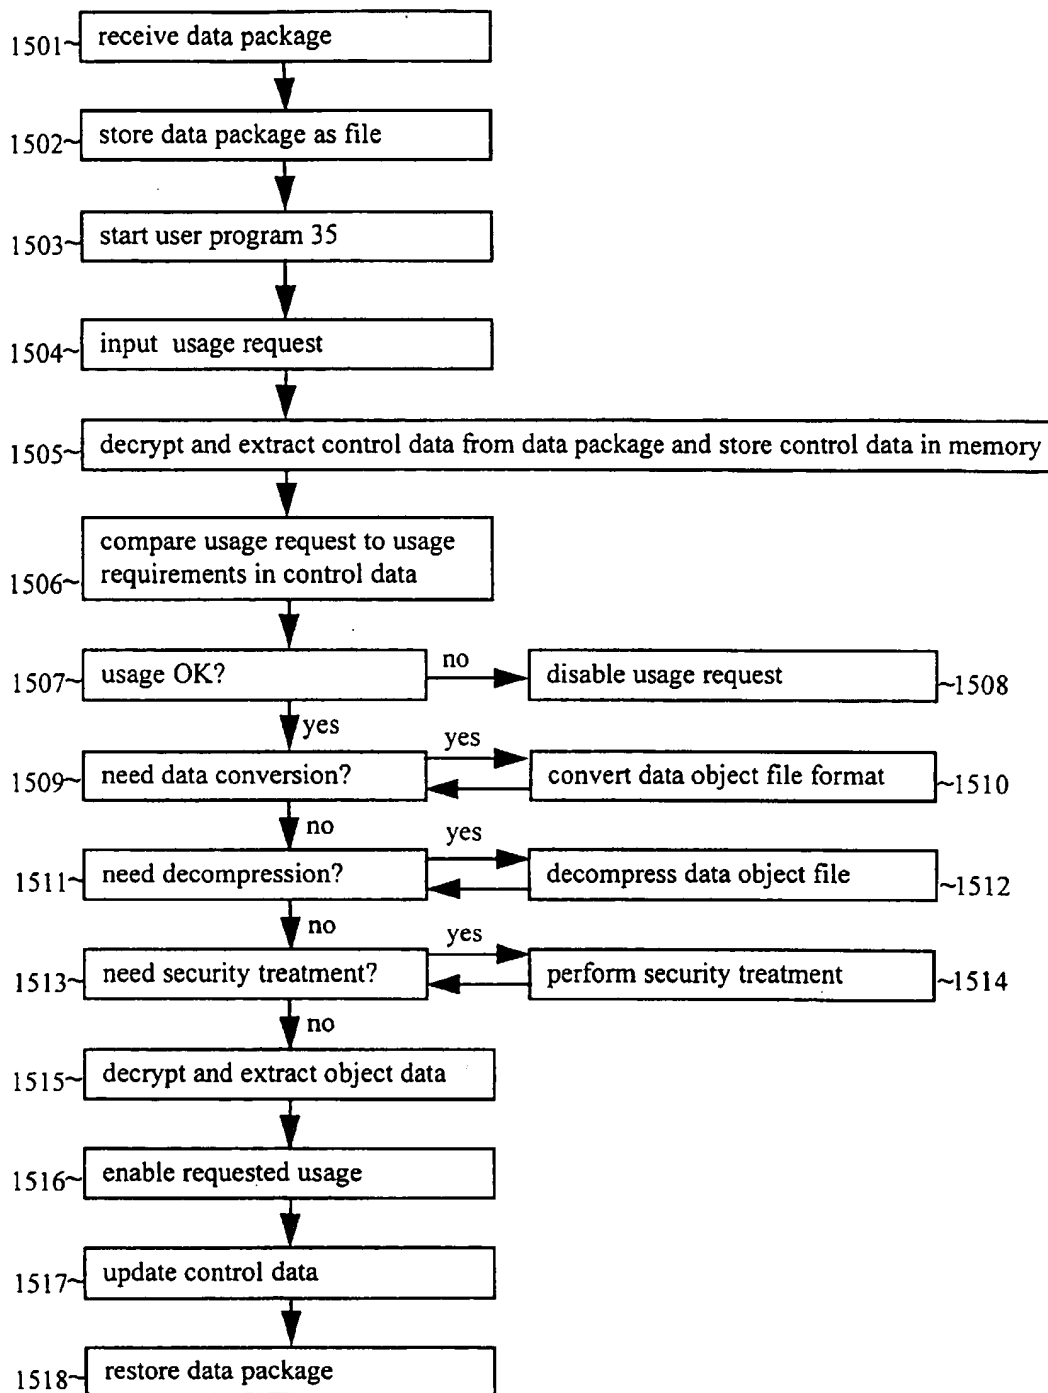 1501~ receive data package
1502~ store data package as file
1503~ start user program 35
1504~ input usage request
1505~ decrypt and extract control data from data package and store control data in memory
compare usage request to usage
1506~ requirements in control data
1507~ usage OK? no disable usage request ~1508
yes
yes
1509~ need data conversion? convert data object file format ~1510
no
yes
1511~ need decompression? decompress data object file ~1512
no
yes
1513~ need security treatment? perform security treatment ~1514
no
1515~ decrypt and extract object data
1516~ enable requested usage
1517~ update control data
1518~ restore data package